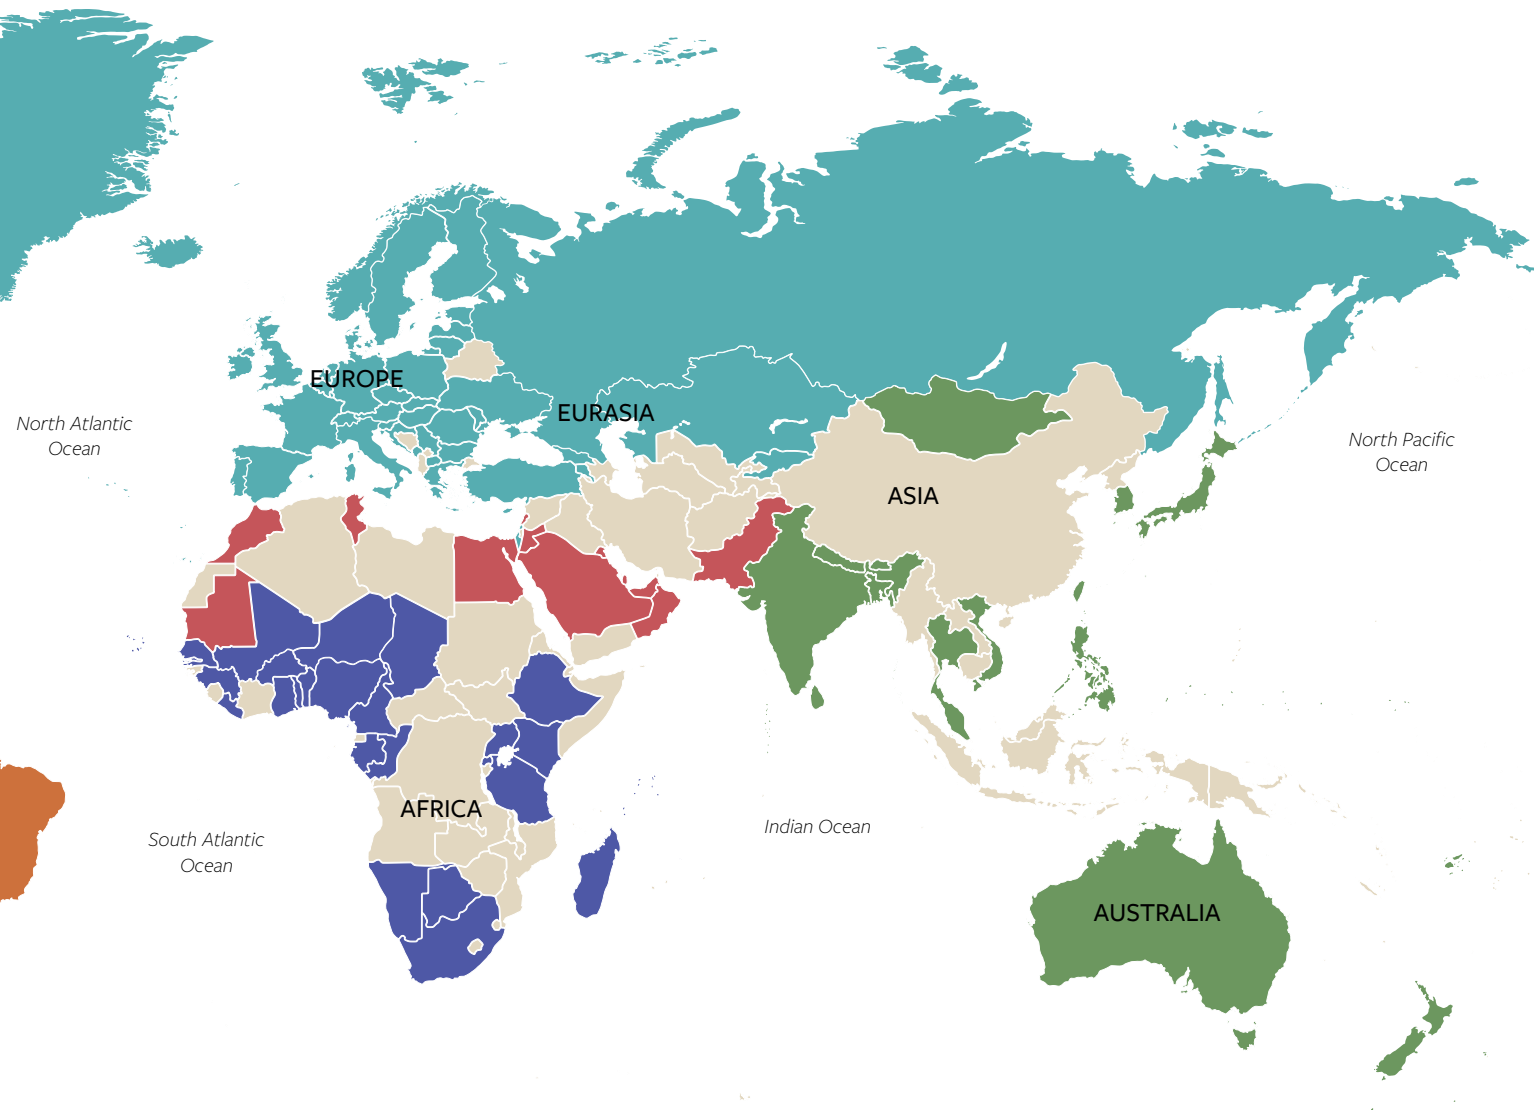 EUROPE
EURASIA
North Atlantic
Ocean
North Pacific
Ocean
ASIA
AFRICA
Indian Ocean
South Atlantic
Ocean
AUSTRALIA